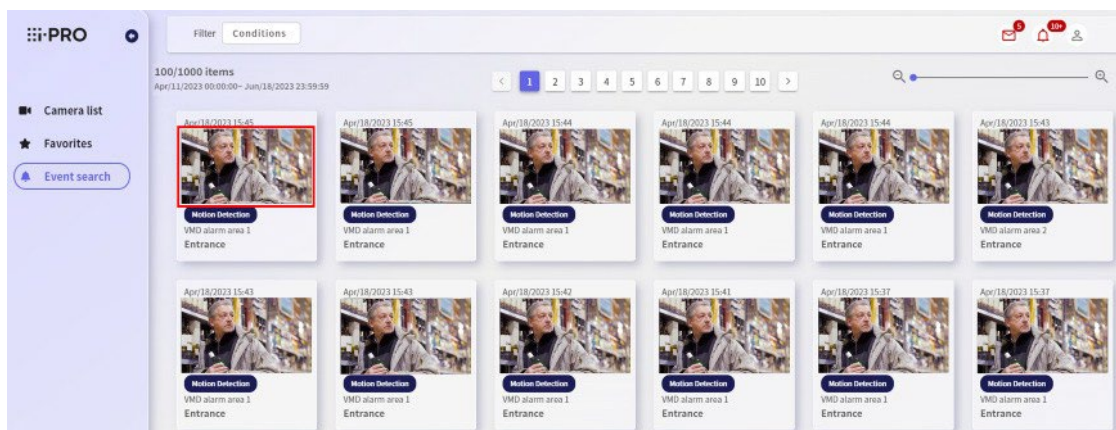 i-PRO
Filter Conditions
5
10+
100/1000 items
Apr/11/2023 00:00:00~ Jun/18/2023 23:59:59
< 1 2 3 4 5 6 7 8 9 10 >
Camera list
Favorites
Event search
Apr/18/2023 15:45 Apr/18/2023 15:45 Apr/18/2023 15:44 Apr/18/2023 15:44 Apr/18/2023 15:44 Apr/18/2023 15:43
Motion Detection Motion Detection Motion Detection Motion Detection Motion Detection Motion Detection
VMD alarm area 1 VMD alarm area 1 VMD alarm area 1 VMD alarm area 1 VMD alarm area 1 VMD alarm area 2
Entrance Entrance Entrance Entrance Entrance Entrance
Apr/18/2023 15:43 Apr/18/2023 15:43 Apr/18/2023 15:42 Apr/18/2023 15:41 Apr/18/2023 15:37 Apr/18/2023 15:37
Motion Detection Motion Detection Motion Detection Motion Detection Motion Detection Motion Detection
VMD alarm area 1 VMD alarm area 1 VMD alarm area 1 VMD alarm area 1 VMD alarm area 1 VMD alarm area 1
Entrance Entrance Entrance Entrance Entrance Entrance